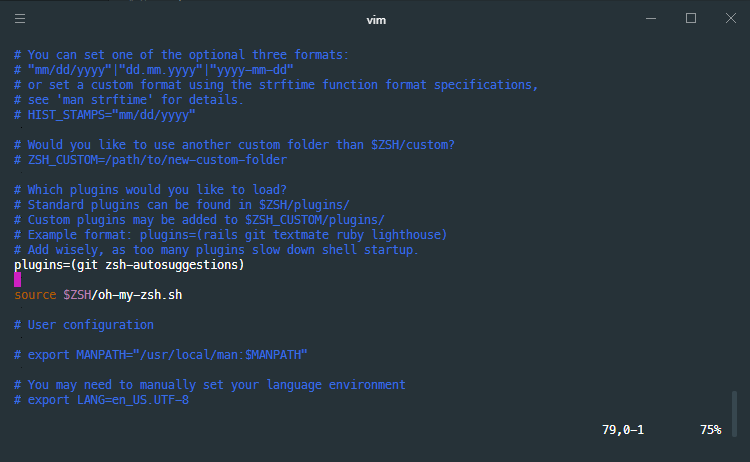 vim
# You can set one of the optional three formats:
# "mm/dd/yyyy"|"dd.mm.yyyy"|"yyyy-mm-dd"
# or set a custom format using the strftime function format specifications,
# see 'man strftime' for details.
# HIST_STAMPS="mm/dd/yyyy"
# Would you like to use another custom folder than $ZSH/custom?
# ZSH_CUSTOM=/path/to/new-custom-folder
# Which plugins would you like to load?
# Standard plugins can be found in $ZSH/plugins/
# Custom plugins may be added to $ZSH_CUSTOM/plugins/
# Example format: plugins=(rails git textmate ruby lighthouse)
# Add wisely, as too many plugins slow down shell startup.
plugins=(git zsh-autosuggestions)
source $ZSH/oh-my-zsh.sh
# User configuration
# export MANPATH="/usr/local/man:$MANPATH"
# You may need to manually set your language environment
# export LANG=en_US.UTF-8
79,0-1 75%